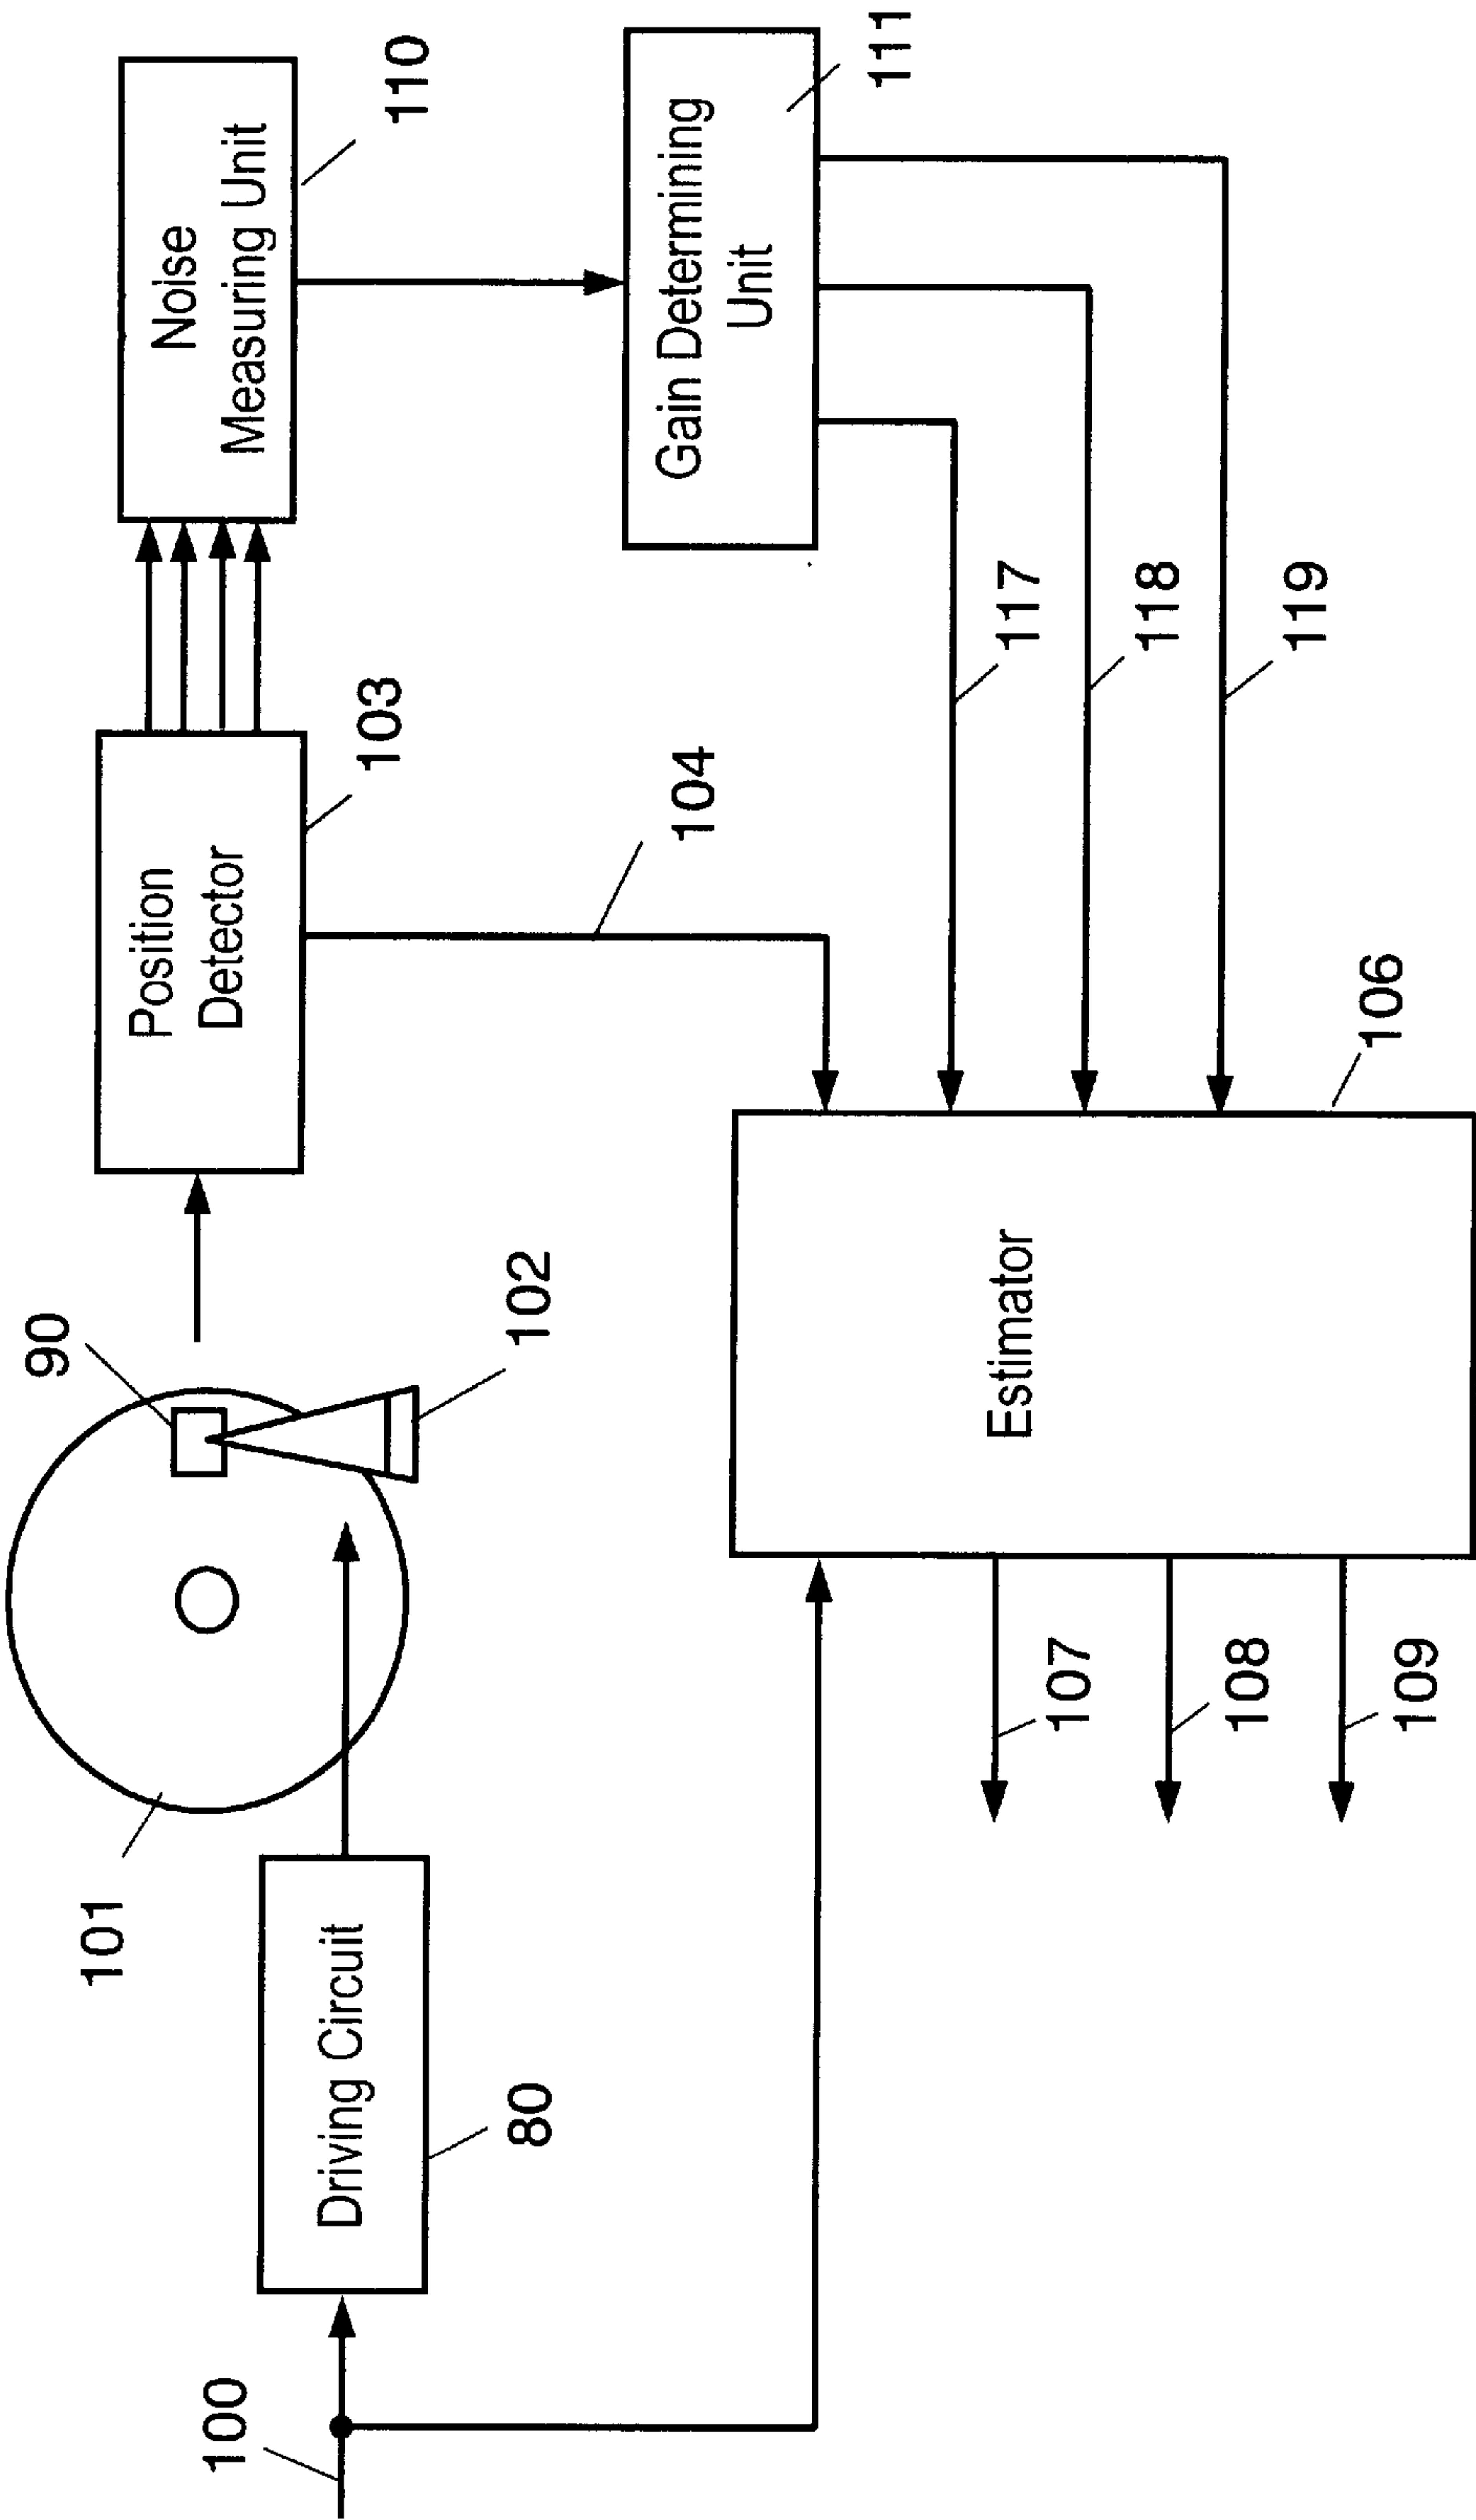 100
Driving Circuit
80
101
90
102
Position
Detector
103
104
Noise
Measuring Unit
110
Gain Determining
Unit
111
117
118
119
Estimator
106
107
108
109